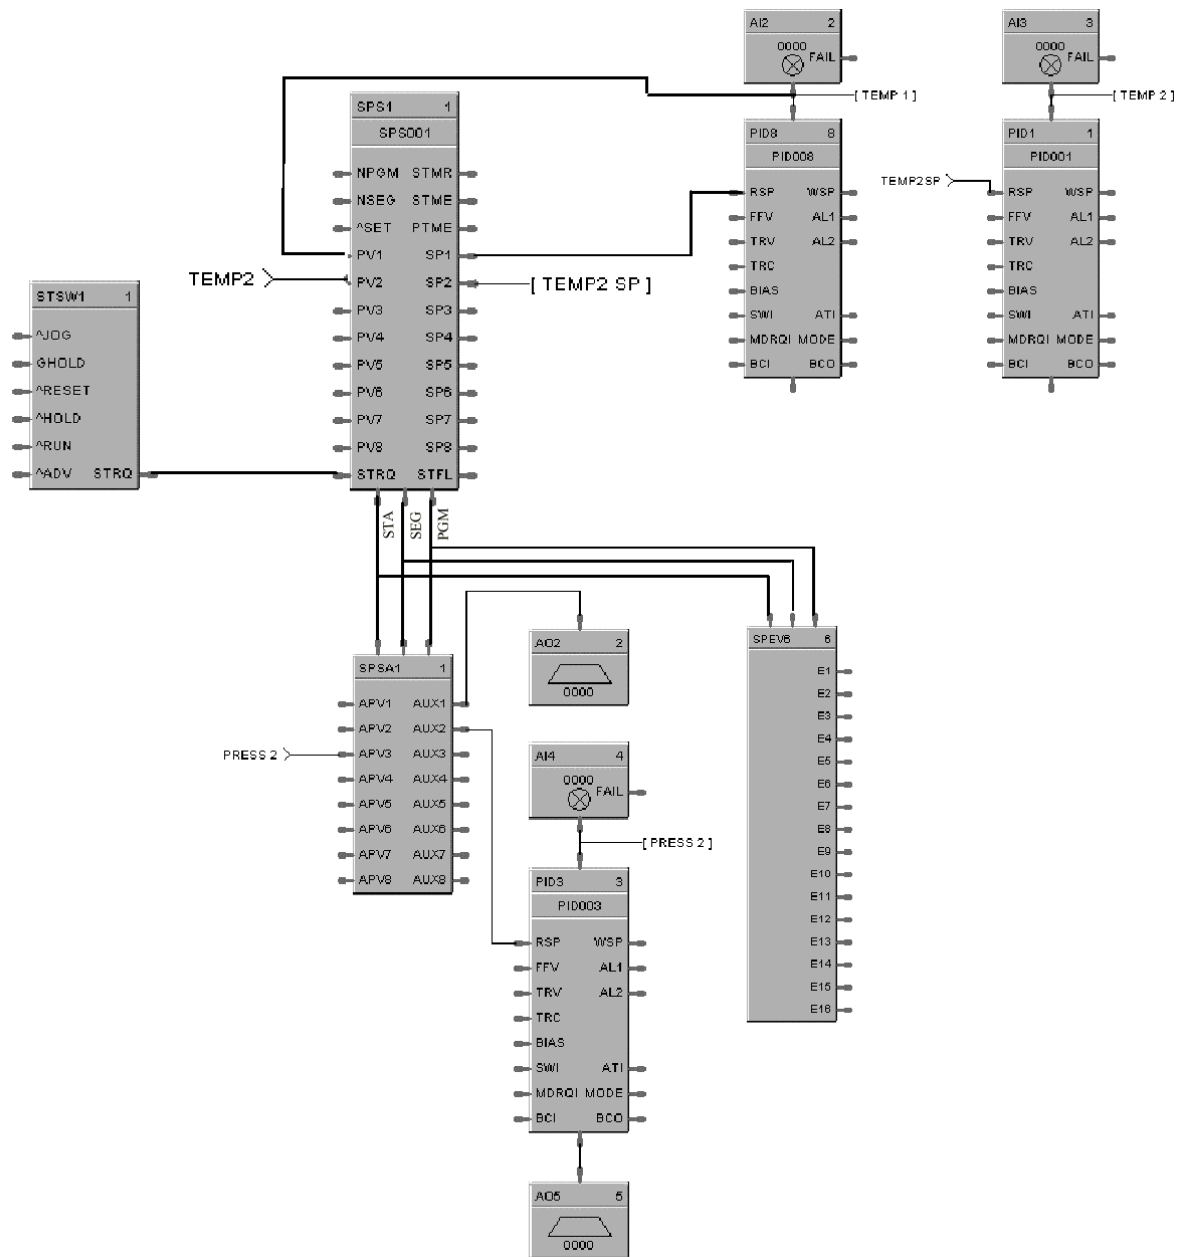 AI2 2
0000
FAIL
[ TEMP 1 ]
AI3 3
0000
FAIL
[ TEMP 2 ]
SPS1 1
SPS001
NPGM STMR
NSEG STME
^SET PTME
PV1 SP1
PV2 SP2
PV3 SP3
PV4 SP4
PV5 SP5
PV6 SP6
PV7 SP7
PV8 SP8
STRQ STFL
TEMP2
[ TEMP2 SP ]
PID8 8
PID008
RSP WSP
FFV AL1
TRV AL2
TRC
BIAS
SWI ATI
MDRQI MODE
BCI BCO
TEMP2SP
PID1 1
PID001
RSP WSP
FFV AL1
TRV AL2
TRC
BIAS
SWI ATI
MDRQI MODE
BCI BCO
STSW1 1
^JOG
GHOLD
^RESET
^HOLD
^RUN
^ADV STRQ
STA
SEG
PGM
SPSA1 1
APV1 AUX1
APV2 AUX2
APV3 AUX3
APV4 AUX4
APV5 AUX5
APV6 AUX6
APV7 AUX7
APV8 AUX8
PRESS 2
AO2 2
0000
AI4 4
0000
FAIL
[ PRESS 2 ]
PID3 3
PID003
RSP WSP
FFV AL1
TRV AL2
TRC
BIAS
SWI ATI
MDRQI MODE
BCI BCO
AO5 5
0000
SPEV6 6
E1
E2
E3
E4
E5
E6
E7
E8
E9
E10
E11
E12
E13
E14
E15
E16